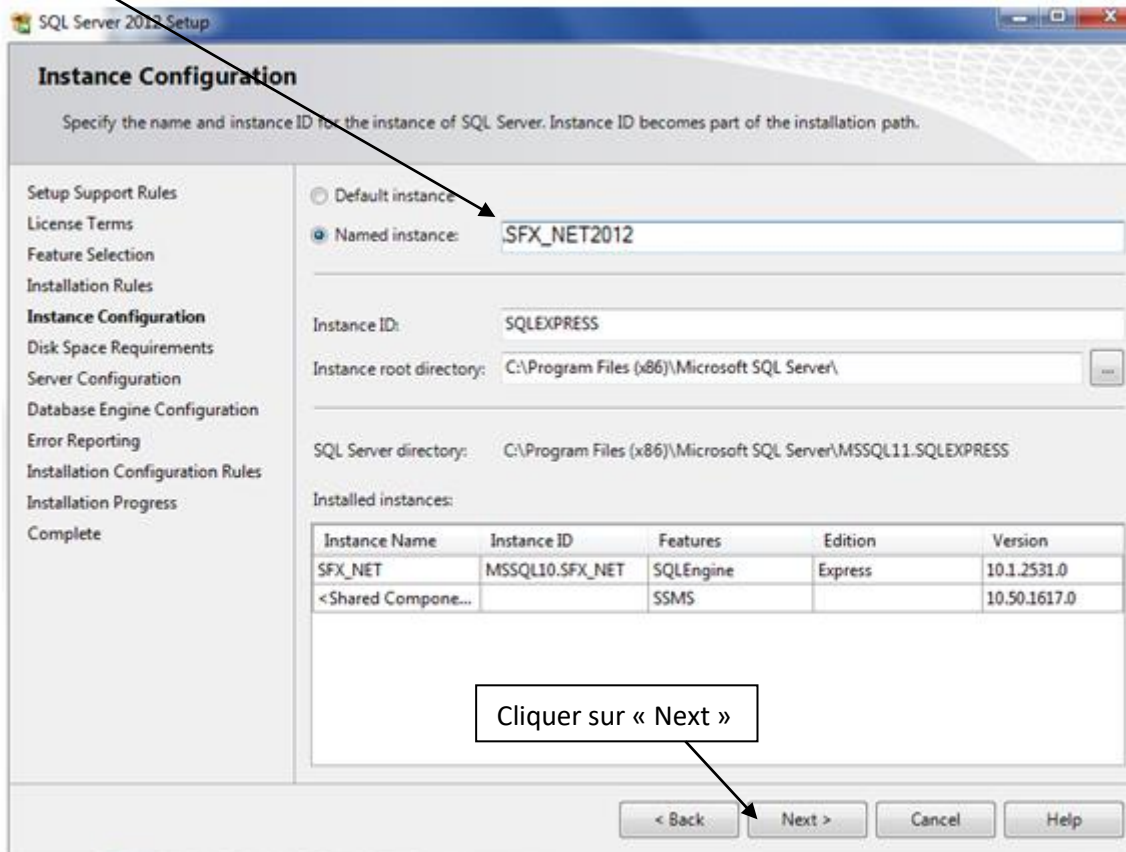 SQL Server 2012 Setup
Instance Configuration
Specify the name and instance ID for the instance of SQL Server. Instance ID becomes part of the installation path.
Setup Support Rules
License Terms
Feature Selection
Installation Rules
Instance Configuration
Disk Space Requirements
Server Configuration
Database Engine Configuration
Error Reporting
Installation Configuration Rules
Installation Progress
Complete
Default instance
Named instance: .SFX_NET2012
Instance ID: SQLEXPRESS
Instance root directory: C:\Program Files (x86)\Microsoft SQL Server\ ...
SQL Server directory: C:\Program Files (x86)\Microsoft SQL Server\MSSQL11.SQLEXPRESS
Installed instances:
Instance Name Instance ID Features Edition Version
SFX_NET MSSQL10.SFX_NET SQLEngine Express 10.1.2531.0
<Shared Compone... SSMS 10.50.1617.0
Cliquer sur « Next »
< Back Next > Cancel Help